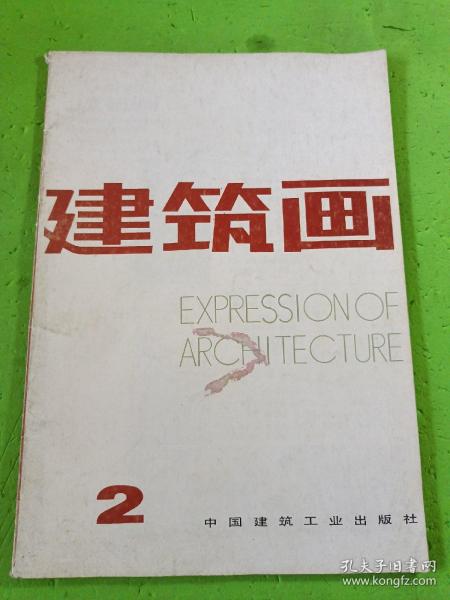 建筑画
EXPRESSION OF
ARCHITECTURE
2
中国建筑工业出版社
孔夫子旧书网
www.kongfz.com